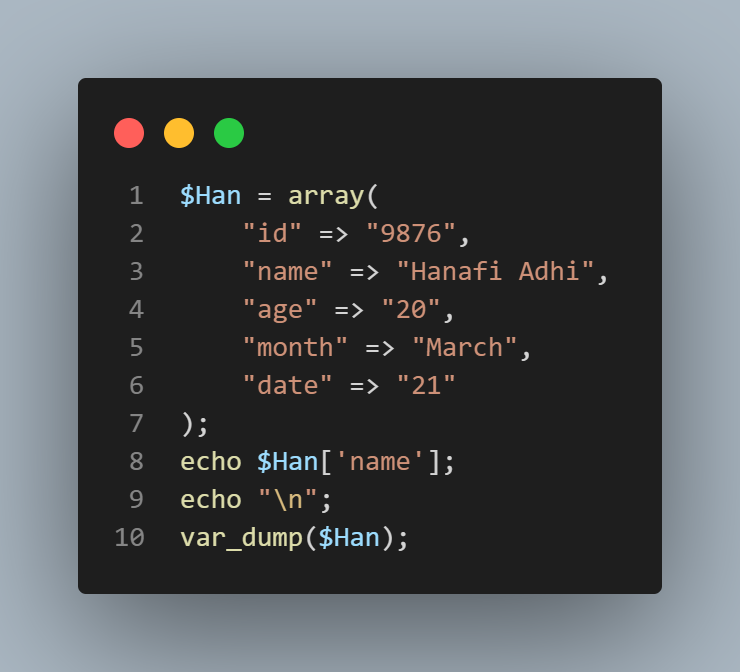 1 $Han = array(
2     "id" => "9876",
3     "name" => "Hanafi Adhi",
4     "age" => "20",
5     "month" => "March",
6     "date" => "21"
7 );
8 echo $Han['name'];
9 echo "\n";
10 var_dump($Han);